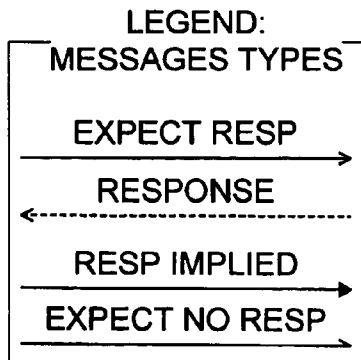 LEGEND:
MESSAGES TYPES
EXPECT RESP
RESPONSE
RESP IMPLIED
EXPECT NO RESP